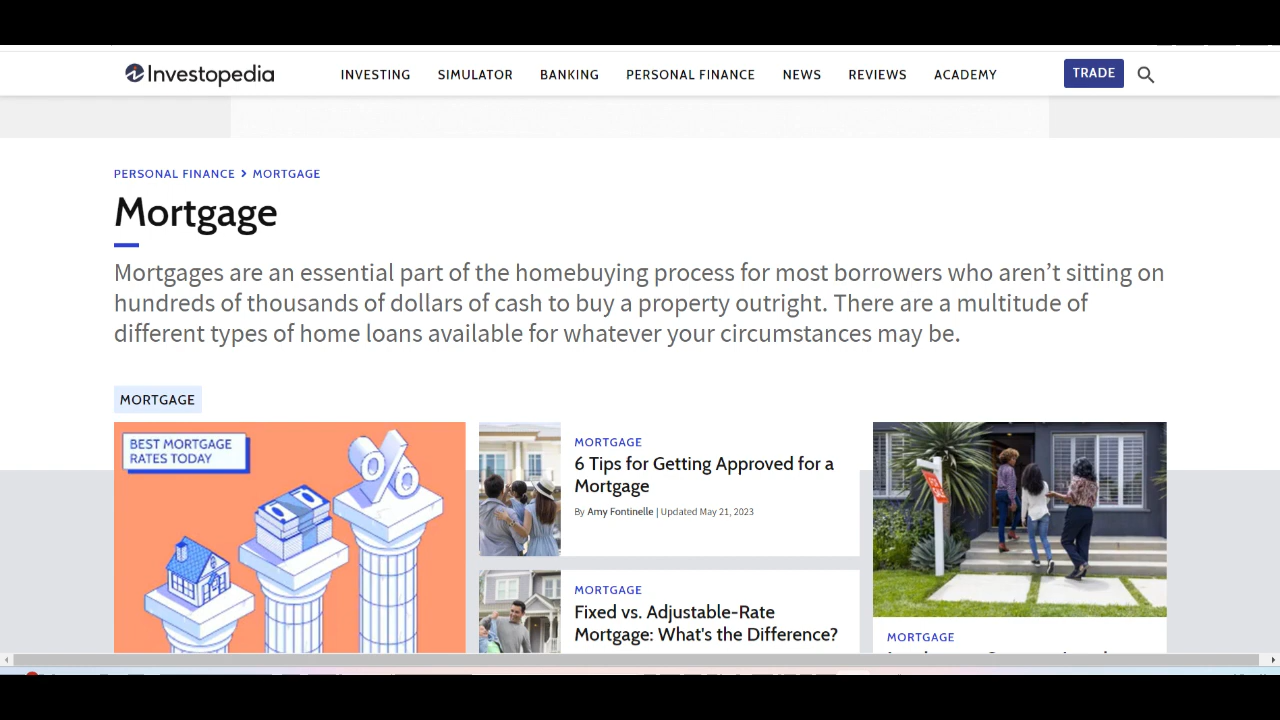 Investopedia
INVESTING SIMULATOR BANKING PERSONAL FINANCE NEWS REVIEWS ACADEMY TRADE
PERSONAL FINANCE > MORTGAGE
Mortgage
Mortgages are an essential part of the homebuying process for most borrowers who aren’t sitting on
hundreds of thousands of dollars of cash to buy a property outright. There are a multitude of
different types of home loans available for whatever your circumstances may be.
MORTGAGE
BEST MORTGAGE
RATES TODAY
%
MORTGAGE
6 Tips for Getting Approved for a
Mortgage
By Amy Fontinelle | Updated May 21, 2023
MORTGAGE
Fixed vs. Adjustable-Rate
Mortgage: What's the Difference?
FOR SALE
MORTGAGE